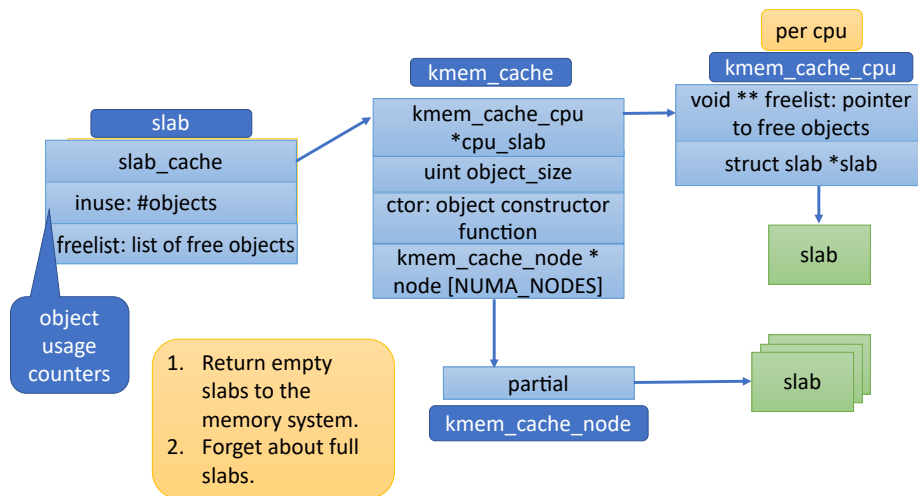 slab
slab_cache
inuse: #objects
freelist: list of free objects
object
usage
counters
kmem_cache
kmem_cache_cpu
*cpu_slab
uint object_size
ctor: object constructor
function
kmem_cache_node *
node [NUMA_NODES]
per cpu
kmem_cache_cpu
void ** freelist: pointer
to free objects
struct slab *slab
slab
partial
kmem_cache_node
slab
1. Return empty
slabs to the
memory system.
2. Forget about full
slabs.